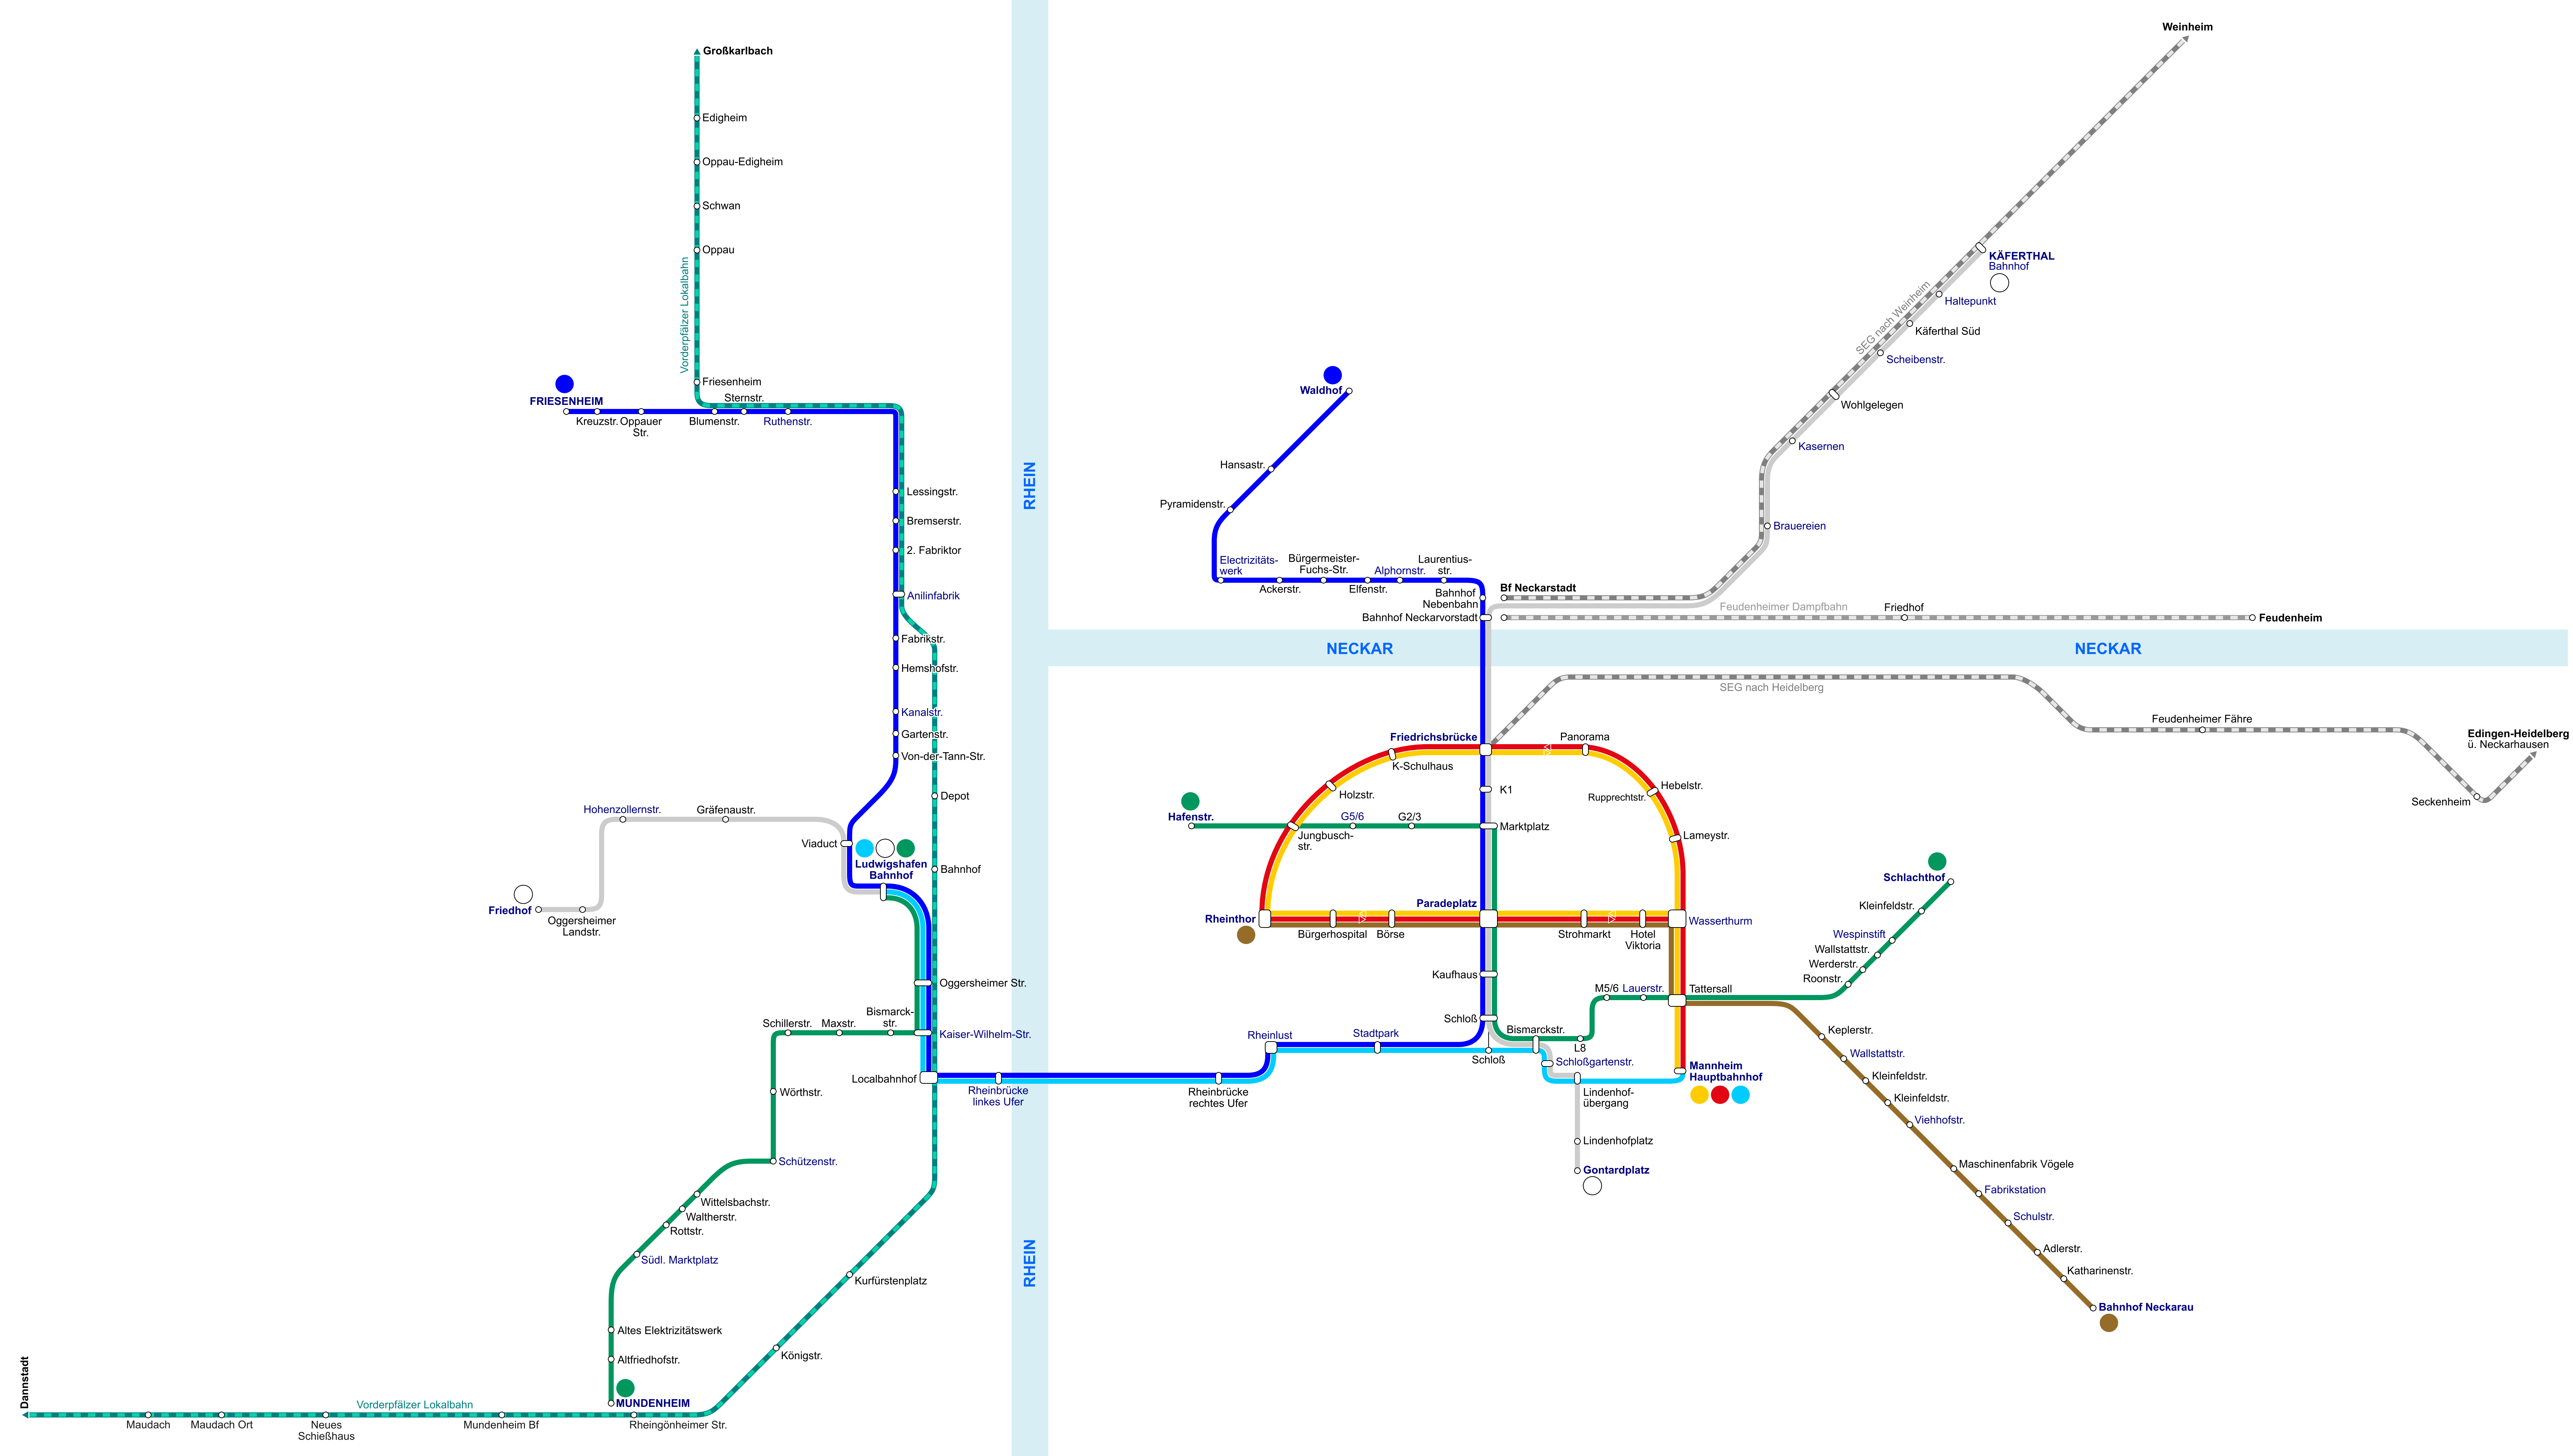 Weinheim
Großkarlbach
Edigheim
Oppau-Edigheim
Schwan
Oppau
Vorderpfälzer Lokalbahn
Friesenheim
FRIESENHEIM
Sternstr.
Kreuzstr.
Oppauer
Str.
Blumenstr.
Ruthenstr.
Lessingstr.
Bremserstr.
2. Fabriktor
Anilinfabrik
Fabrikstr.
Hemshofstr.
Kanalstr.
Gartenstr.
Von-der-Tann-Str.
Depot
Hohenzollernstr.
Gräfenaustr.
Viaduct
Ludwigshafen
Bahnhof
Bahnhof
Friedhof
Oggersheimer
Landstr.
Oggersheimer Str.
Bismarck-
str.
Maxstr.
Schillerstr.
Kaiser-Wilhelm-Str.
Localbahnhof
Wörthstr.
Schützenstr.
Wittelsbachstr.
Waltherstr.
Rottstr.
Südl. Marktplatz
Kurfürstenplatz
Altes Elektrizitätswerk
Königstr.
Altfriedhofstr.
MUNDENHEIM
Dannstadt
Vorderpfälzer Lokalbahn
Maudach
Maudach Ort
Neues
Schießhaus
Mundenheim Bf
Rheingönheimer Str.
RHEIN
RHEIN
Rheinbrücke
linkes Ufer
Rheinbrücke
rechtes Ufer
KÄFERTHAL
Bahnhof
Haltepunkt
SEG nach Weinheim
Käferthal Süd
Scheibenstr.
Wohlgelegen
Kasernen
Brauereien
Waldhof
Hansastr.
Pyramidenstr.
Electrizitäts-
werk
Ackerstr.
Bürgermeister-
Fuchs-Str.
Elfenstr.
Alphornstr.
Laurentius-
str.
Bahnhof
Nebenbahn
Bf Neckarstadt
Bahnhof Neckarvorstadt
Feudenheimer Dampfbahn
Friedhof
Feudenheim
NECKAR
NECKAR
SEG nach Heidelberg
Feudenheimer Fähre
Edingen-Heidelberg
ü. Neckarhausen
Seckenheim
Friedrichsbrücke
Panorama
K-Schulhaus
Holzstr.
K1
Hebelstr.
Rupprechtstr.
Hafenstr.
G5/6
G2/3
Marktplatz
Jungbusch-
str.
Lameystr.
Schlachthof
Kleinfeldstr.
Wespinstift
Wallstattstr.
Werderstr.
Roonstr.
Paradeplatz
Rheinthor
Bürgerhospital
Börse
Strohmarkt
Hotel
Viktoria
Wasserthurm
Kaufhaus
M5/6
Lauerstr.
Tattersall
Schloß
Bismarckstr.
Rheinlust
Stadtpark
Schloß
L8
Schloßgartenstr.
Mannheim
Hauptbahnhof
Lindenhof-
übergang
Lindenhofplatz
Gontardplatz
Keplerstr.
Wallstattstr.
Kleinfeldstr.
Kleinfeldstr.
Viehhofstr.
Maschinenfabrik Vögele
Fabrikstation
Schulstr.
Adlerstr.
Katharinenstr.
Bahnhof Neckarau